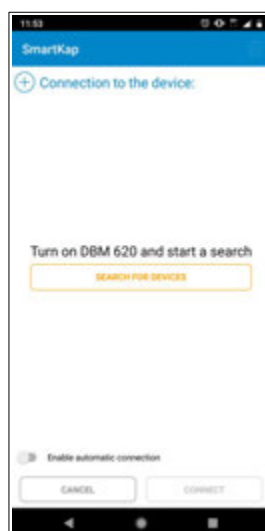 11:53
SmartKap
Connection to the device:
Turn on DBM 620 and start a search
SEARCH FOR DEVICES
Enable automatic connection
CANCEL
CONNECT